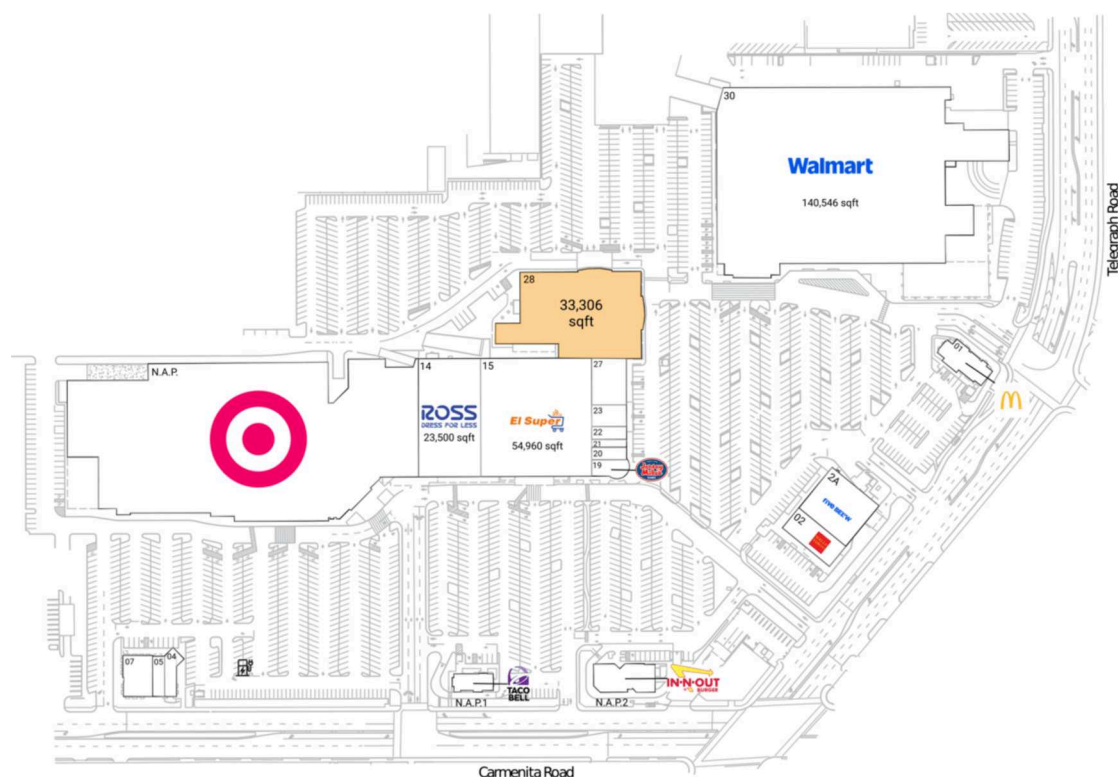 30
Walmart
140,546 sqft
Telegraph Road
28
33,306
sqft
01
N.A.P.
14
ROSS
DRESS FOR LESS
23,500 sqft
15
El Super
54,960 sqft
27
23
22
21
20
19
2A
FIVE BELOW
02
07
05
04
TACO
BELL
N.A.P.1
IN-N-OUT
BURGER
N.A.P.2
Carmenita Road